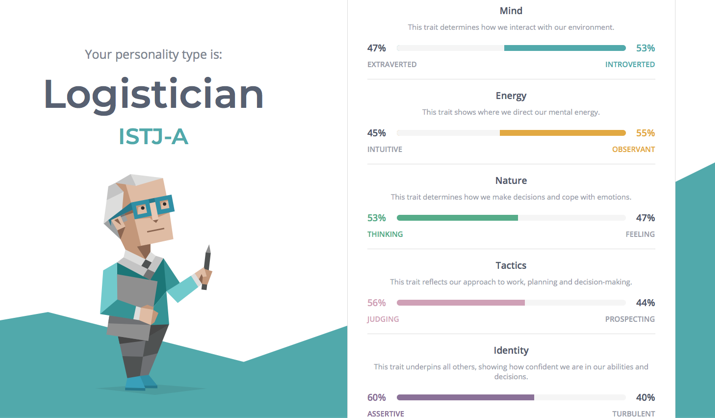 Your personality type is:
Logistician
ISTJ-A
Mind
This trait determines how we interact with our environment.
47% 53%
EXTRAVERTED INTROVERTED
Energy
This trait shows where we direct our mental energy.
45% 55%
INTUITIVE OBSERVANT
Nature
This trait determines how we make decisions and cope with emotions.
53% 47%
THINKING FEELING
Tactics
This trait reflects our approach to work, planning and decision-making.
56% 44%
JUDGING PROSPECTING
Identity
This trait underpins all others, showing how confident we are in our abilities and
decisions.
60% 40%
ASSERTIVE TURBULENT